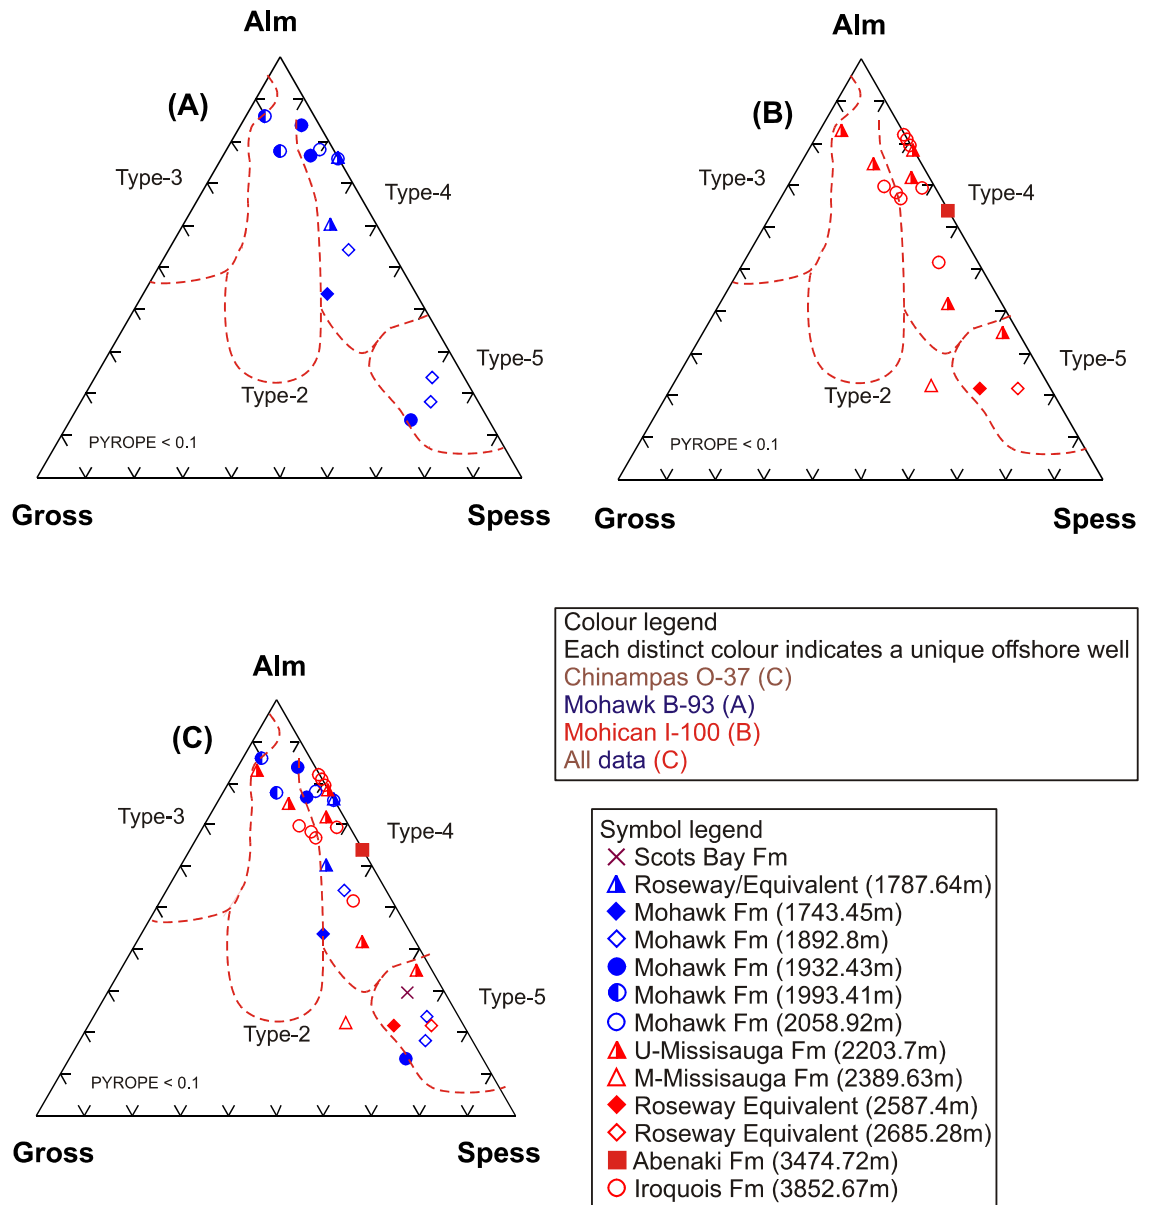 Alm
(A)
Type-3
Type-4
Type-5
Type-2
PYROPE < 0.1
Gross
Spess
Alm
(B)
Type-3
Type-4
Type-5
Type-2
PYROPE < 0.1
Gross
Spess
Alm
(C)
Type-3
Type-4
Type-5
Type-2
PYROPE < 0.1
Gross
Spess
Colour legend
Each distinct colour indicates a unique offshore well
Chinampas O-37 (C)
Mohawk B-93 (A)
Mohican I-100 (B)
All data (C)
Symbol legend
Scots Bay Fm
Roseway/Equivalent (1787.64m)
Mohawk Fm (1743.45m)
Mohawk Fm (1892.8m)
Mohawk Fm (1932.43m)
Mohawk Fm (1993.41m)
Mohawk Fm (2058.92m)
U-Missisauga Fm (2203.7m)
M-Missisauga Fm (2389.63m)
Roseway Equivalent (2587.4m)
Roseway Equivalent (2685.28m)
Abenaki Fm (3474.72m)
Iroquois Fm (3852.67m)